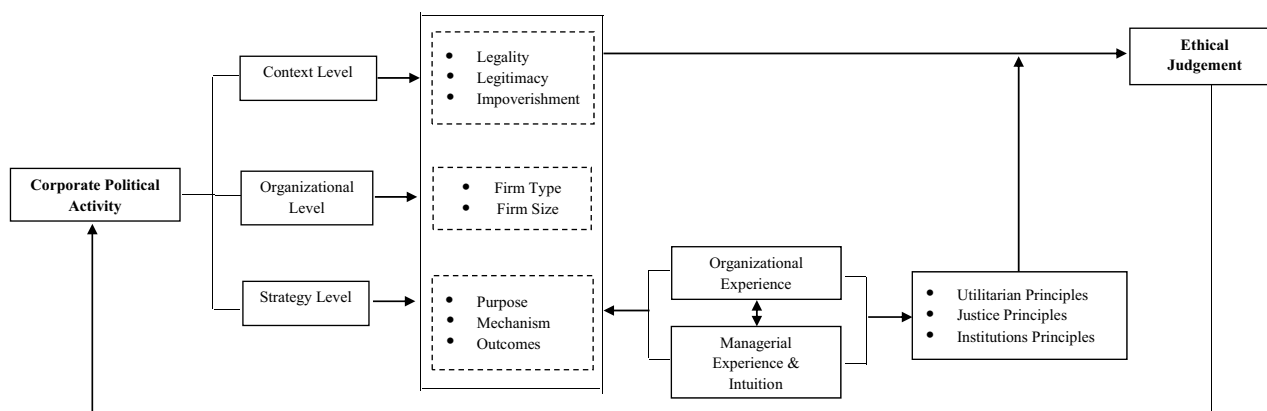 Corporate Political
Activity
Context Level
Organizational
Level
Strategy Level
• Legality
• Legitimacy
• Impoverishment
• Firm Type
• Firm Size
• Purpose
• Mechanism
• Outcomes
Organizational
Experience
Managerial
Experience &
Intuition
• Utilitarian Principles
• Justice Principles
• Institutions Principles
Ethical
Judgement